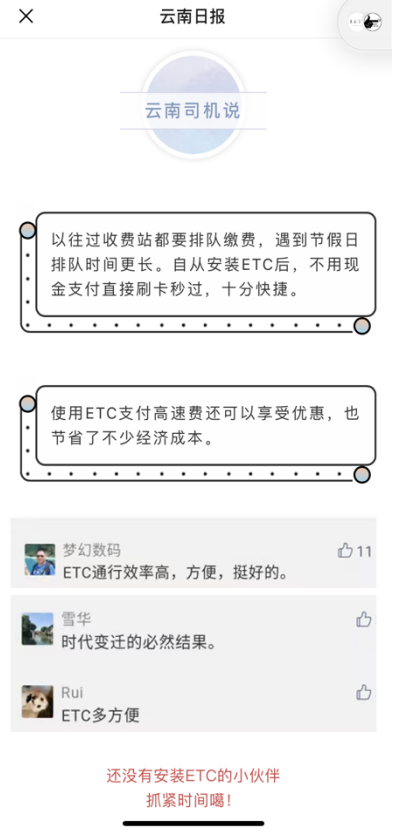 云南日报
云南司机说
以往过收费站都要排队缴费，遇到节假日
排队时间更长。自从安装ETC后，不用现
金支付直接刷卡秒过，十分快捷。
使用ETC支付高速费还可以享受优惠，也
节省了不少经济成本。
梦幻数码
11
ETC通行效率高，方便，挺好的。
雪华
时代变迁的必然结果。
Rui
ETC多方便
还没有安装ETC的小伙伴
抓紧时间噶！